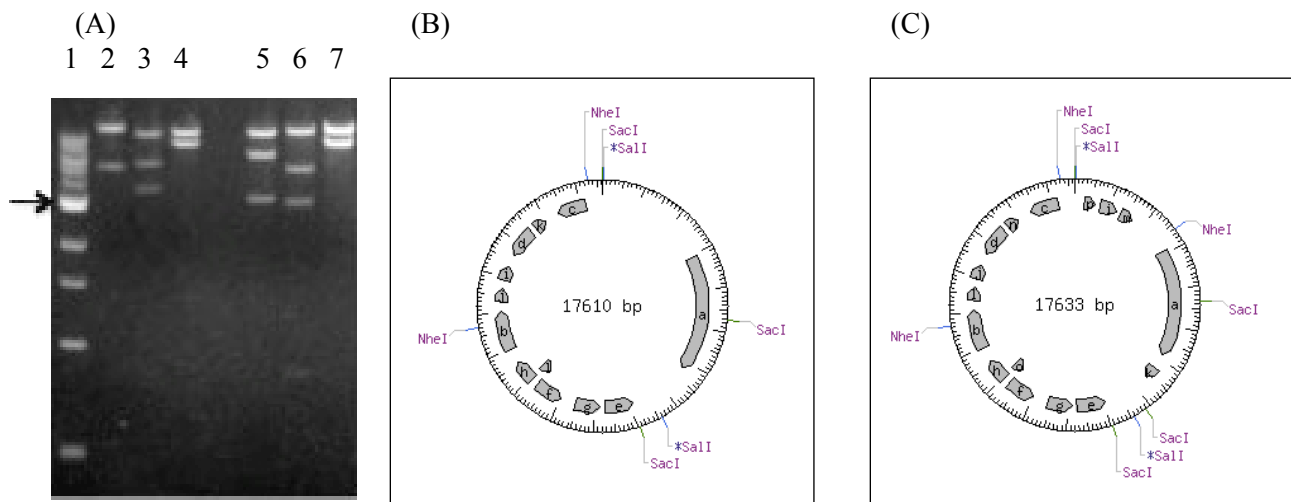 (A)
1 2 3 4 5 6 7
(B)
NheI
SacI
*SalI
c
k
d
i
j
b
NheI
17610 bp
a
SacI
h
l
f
g
e
*SalI
SacI
(C)
NheI
SacI
*SalI
c
p
i
m
n
d
NheI
j
l
b
NheI
17633 bp
a
SacI
h
o
f
k
g
e
SacI
*SalI
SacI